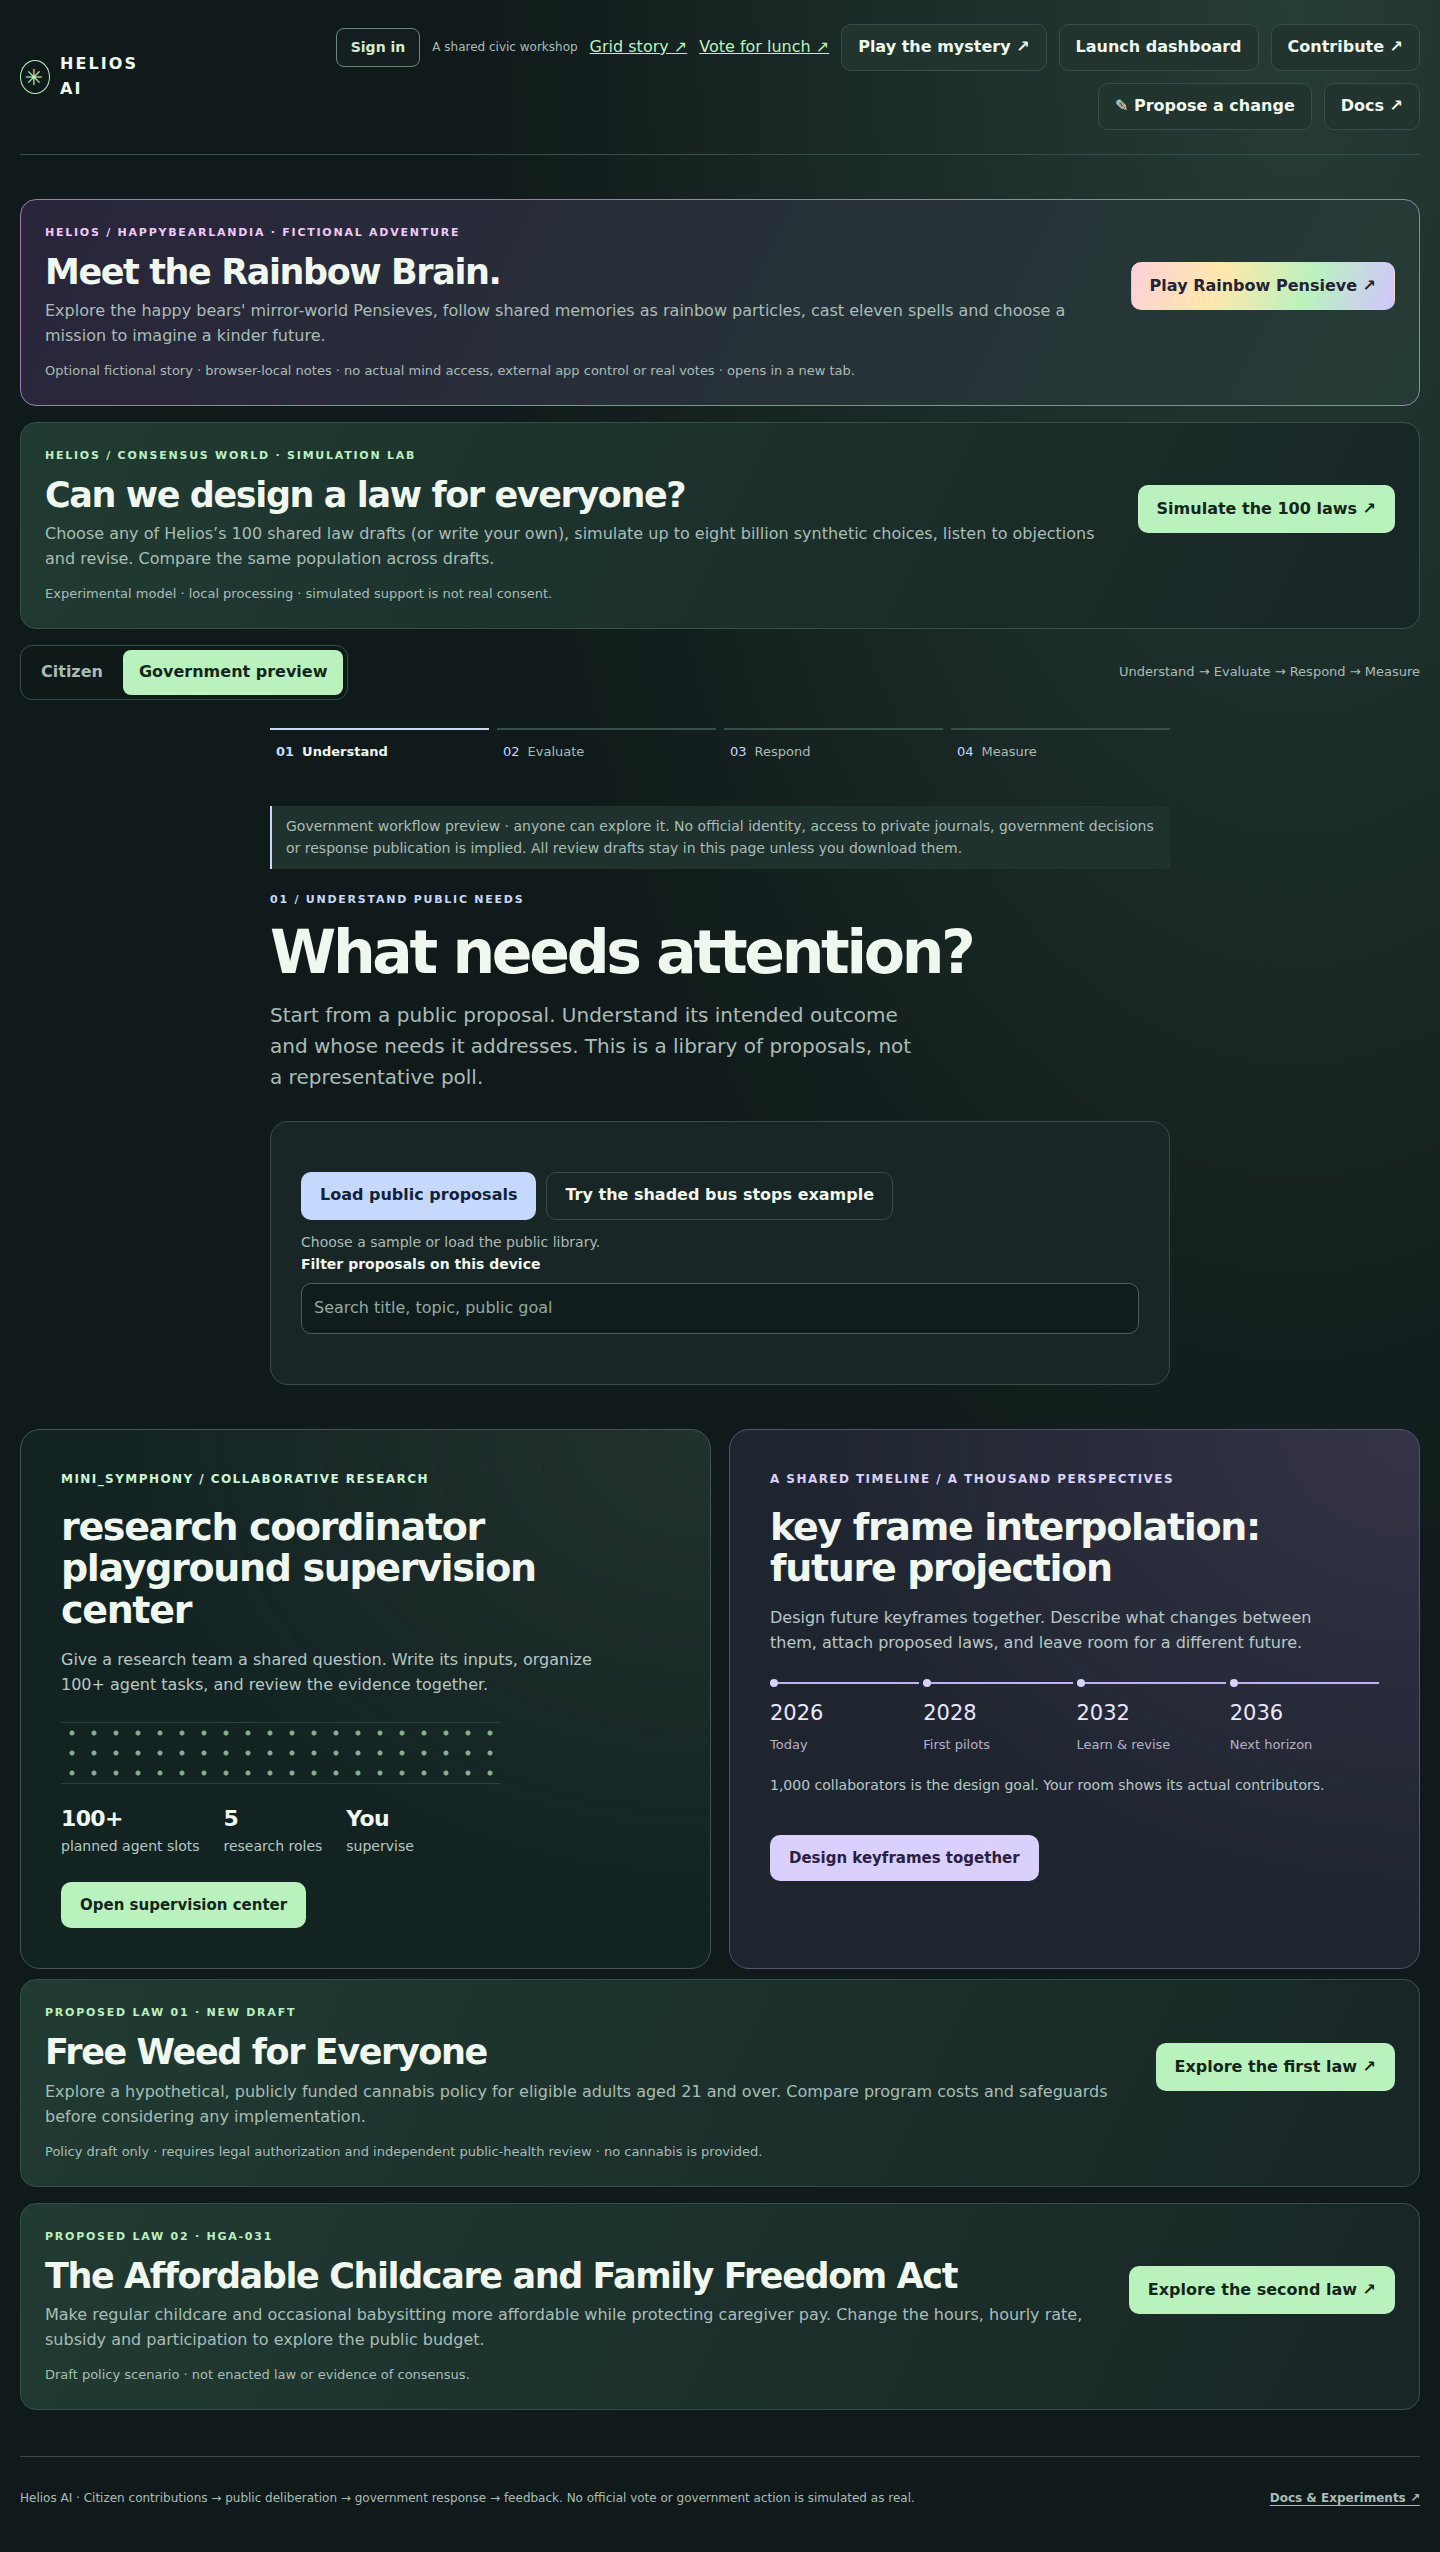 HELIOS
AI
Sign in
A shared civic workshop
Grid story ↗
Vote for lunch ↗
Play the mystery ↗
Launch dashboard
Contribute ↗
✎ Propose a change
Docs ↗
HELIOS / HAPPYBEARLANDIA · FICTIONAL ADVENTURE
Meet the Rainbow Brain.
Explore the happy bears' mirror-world Pensieves, follow shared memories as rainbow particles, cast eleven spells and choose a
mission to imagine a kinder future.
Optional fictional story · browser-local notes · no actual mind access, external app control or real votes · opens in a new tab.
Play Rainbow Pensieve ↗
HELIOS / CONSENSUS WORLD · SIMULATION LAB
Can we design a law for everyone?
Choose any of Helios’s 100 shared law drafts (or write your own), simulate up to eight billion synthetic choices, listen to objections
and revise. Compare the same population across drafts.
Experimental model · local processing · simulated support is not real consent.
Simulate the 100 laws ↗
Citizen
Government preview
Understand → Evaluate → Respond → Measure
01 Understand
02 Evaluate
03 Respond
04 Measure
Government workflow preview · anyone can explore it. No official identity, access to private journals, government decisions
or response publication is implied. All review drafts stay in this page unless you download them.
01 / UNDERSTAND PUBLIC NEEDS
What needs attention?
Start from a public proposal. Understand its intended outcome
and whose needs it addresses. This is a library of proposals, not
a representative poll.
Load public proposals
Try the shaded bus stops example
Choose a sample or load the public library.
Filter proposals on this device
Search title, topic, public goal
MINI_SYMPHONY / COLLABORATIVE RESEARCH
research coordinator
playground supervision
center
Give a research team a shared question. Write its inputs, organize
100+ agent tasks, and review the evidence together.
100+
planned agent slots
5
research roles
You
supervise
Open supervision center
A SHARED TIMELINE / A THOUSAND PERSPECTIVES
key frame interpolation:
future projection
Design future keyframes together. Describe what changes between
them, attach proposed laws, and leave room for a different future.
2026
Today
2028
First pilots
2032
Learn & revise
2036
Next horizon
1,000 collaborators is the design goal. Your room shows its actual contributors.
Design keyframes together
PROPOSED LAW 01 · NEW DRAFT
Free Weed for Everyone
Explore a hypothetical, publicly funded cannabis policy for eligible adults aged 21 and over. Compare program costs and safeguards
before considering any implementation.
Policy draft only · requires legal authorization and independent public-health review · no cannabis is provided.
Explore the first law ↗
PROPOSED LAW 02 · HGA-031
The Affordable Childcare and Family Freedom Act
Make regular childcare and occasional babysitting more affordable while protecting caregiver pay. Change the hours, hourly rate,
subsidy and participation to explore the public budget.
Draft policy scenario · not enacted law or evidence of consensus.
Explore the second law ↗
Helios AI · Citizen contributions → public deliberation → government response → feedback. No official vote or government action is simulated as real.
Docs & Experiments ↗